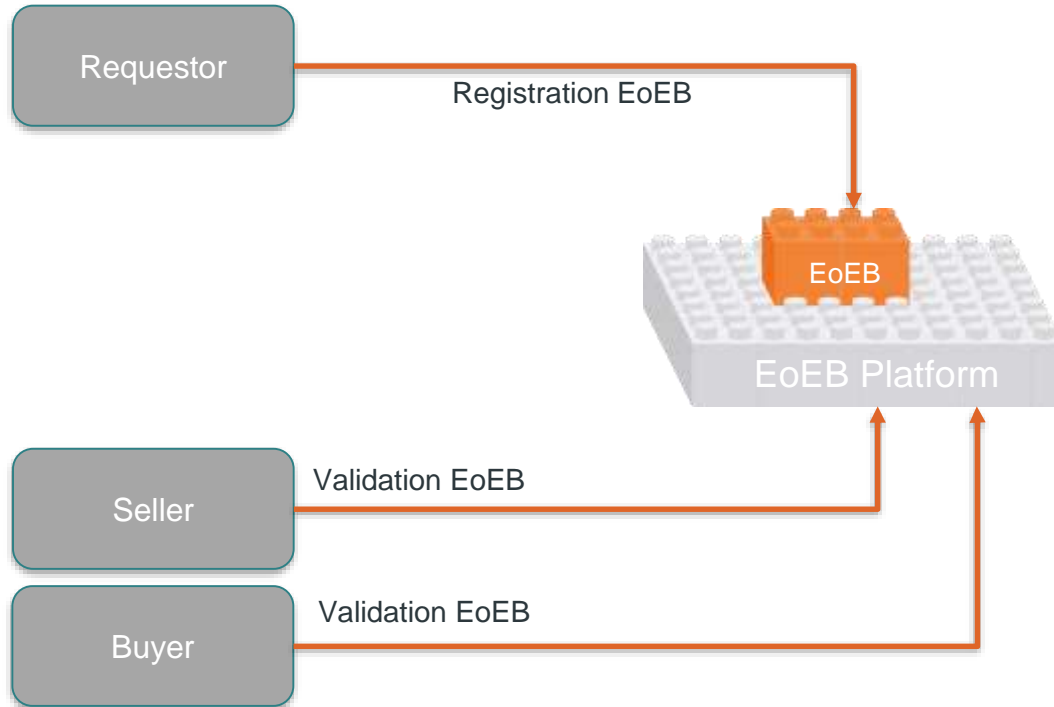 Requestor
Registration EoEB
EoEB
EoEB Platform
Validation EoEB
Seller
Validation EoEB
Buyer